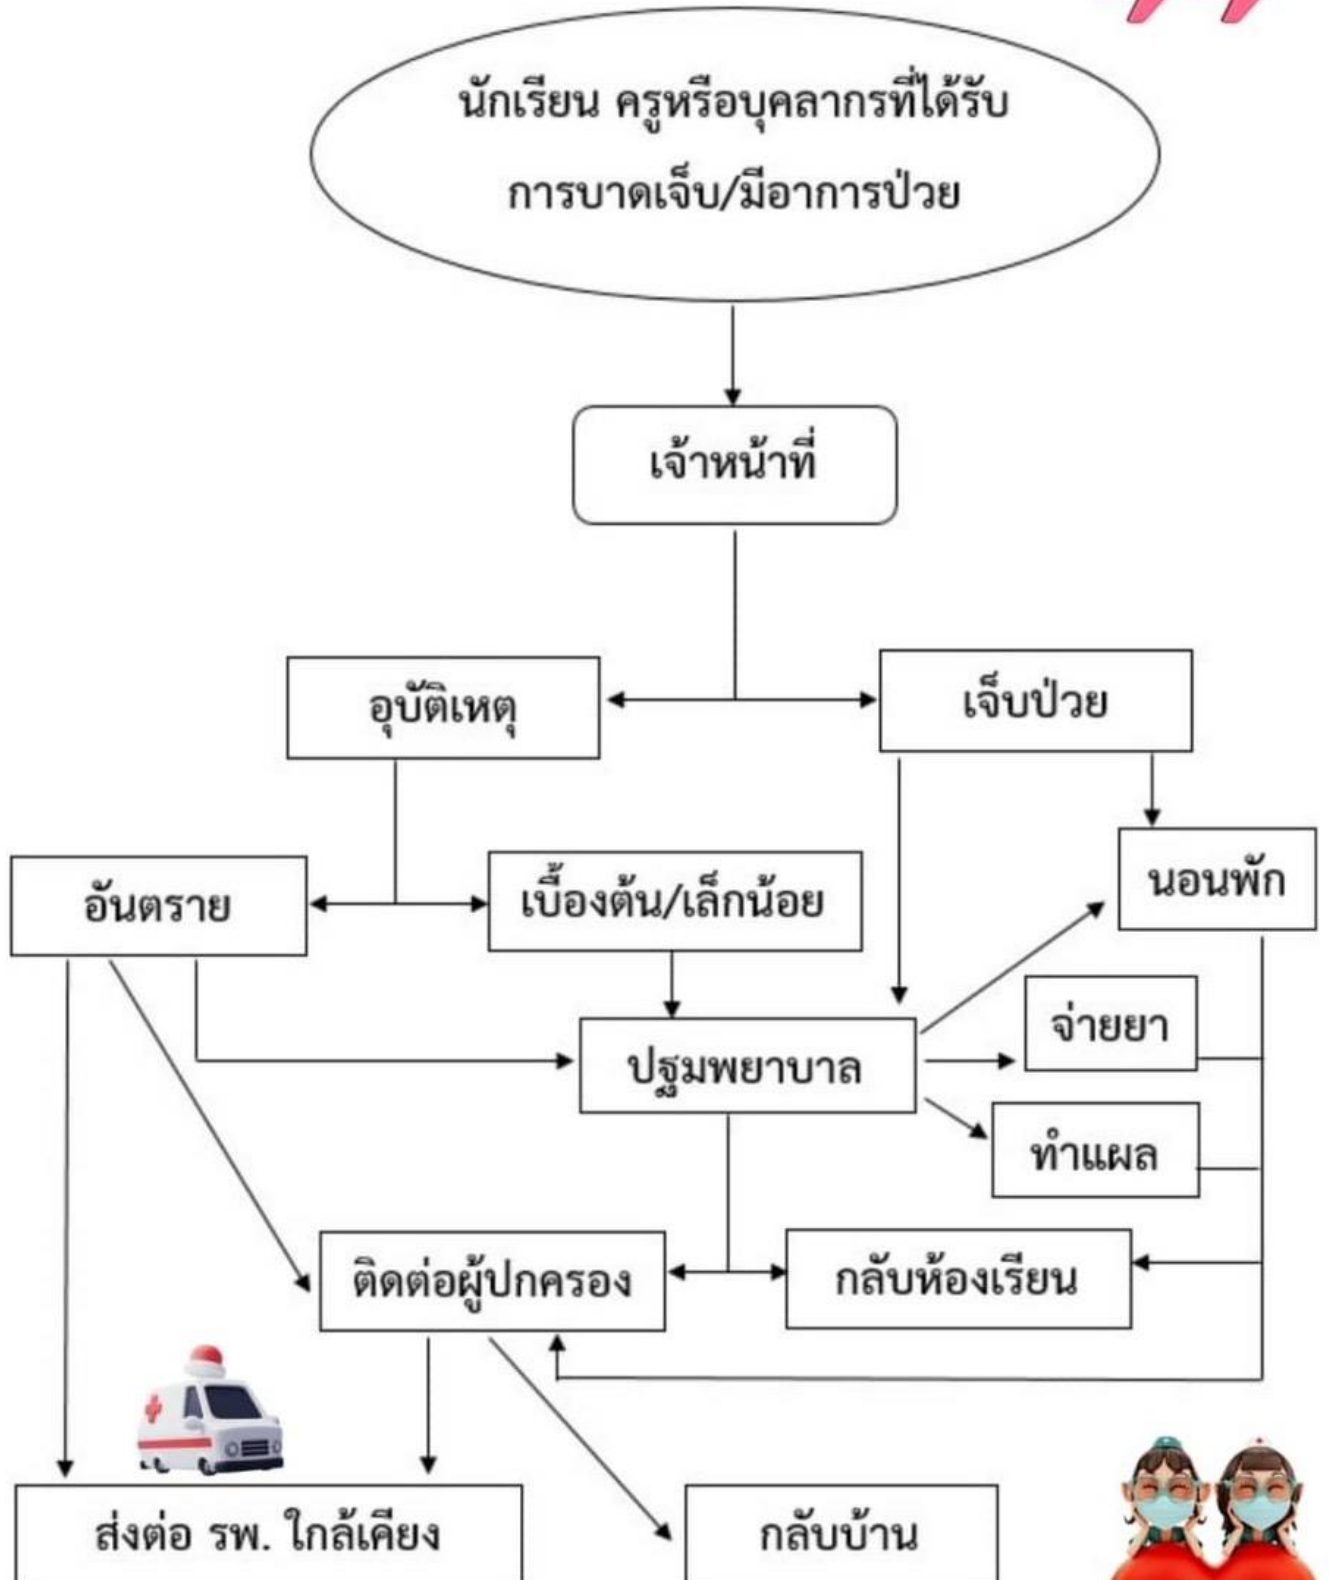 นักเรียน ครูหรือบุคลากรที่ได้รับ
การบาดเจ็บ/มีอาการป่วย
เจ้าหน้าที่
อุบัติเหตุ
เจ็บป่วย
อันตราย
เบื้องต้น/เล็กน้อย
นอนพัก
จ่ายยา
ปฐมพยาบาล
ทำแผล
ติดต่อผู้ปกครอง
กลับห้องเรียน
ส่งต่อ รพ. ใกล้เคียง
กลับบ้าน